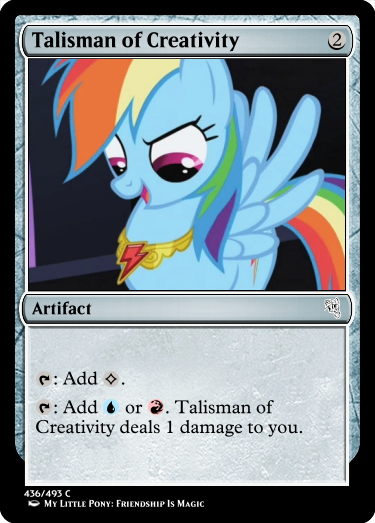 Talisman of Creativity 2
Artifact
: Add .
: Add or . Talisman of
Creativity deals 1 damage to you.
436/493 C
My Little Pony: Friendship Is Magic